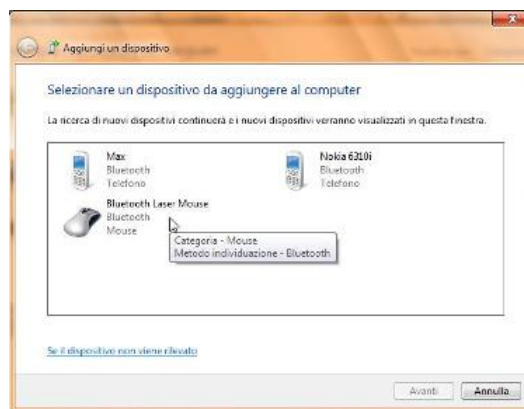 Aggiungi un dispositivo
Selezionare un dispositivo da aggiungere al computer
La ricerca di nuovi dispositivi continuerà e i nuovi dispositivi verranno visualizzati in questa finestra.
Max
Bluetooth
Telefono
Nokia 6310i
Bluetooth
Telefono
Bluetooth Laser Mouse
Bluetooth
Mouse
Categoria - Mouse
Metodo individuazione - Bluetooth
Se il dispositivo non viene rilevato
Avanti
Annulla